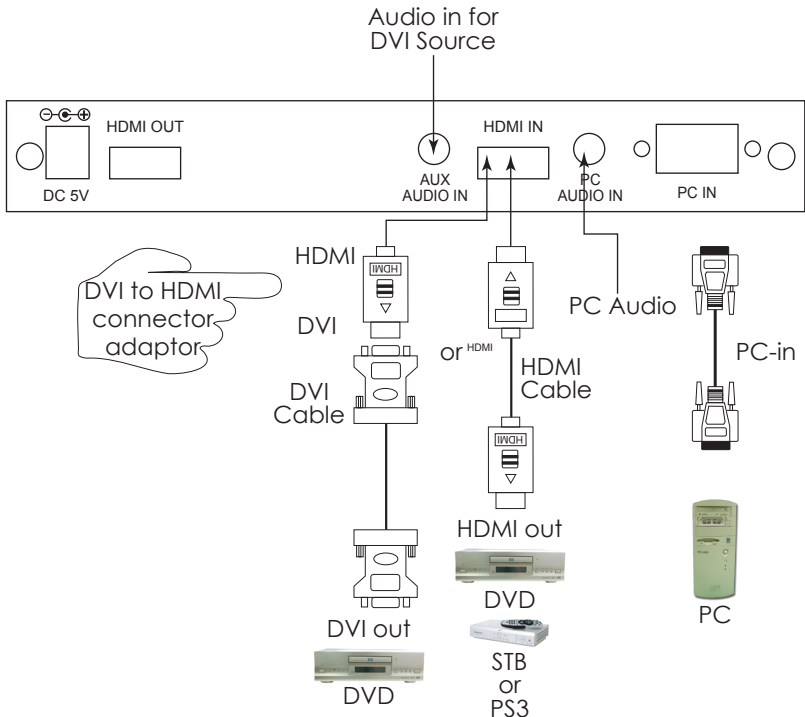 Audio in for
DVI Source
HDMI OUT
HDMI IN
DC 5V
AUX
AUDIO IN
PC
AUDIO IN
PC IN
HDMI
HDMI
DVI to HDMI
connector
adaptor
DVI
or HDMI
PC Audio
PC-in
DVI
Cable
HDMI
Cable
HDMI
HDMI out
DVD
PC
DVI out
STB
or
PS3
DVD